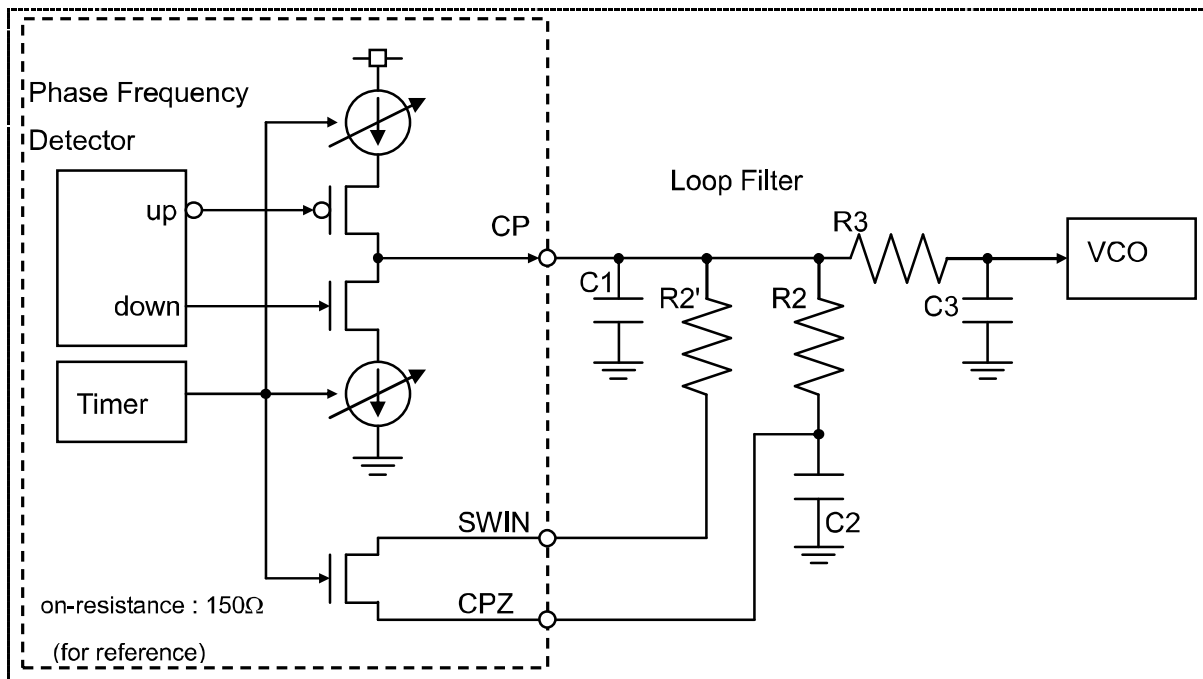 Phase Frequency
Detector
up
down
Timer
CP
SWIN
CPZ
on-resistance : 150Ω
(for reference)
Loop Filter
C1
R2'
R2
R3
C3
C2
VCO